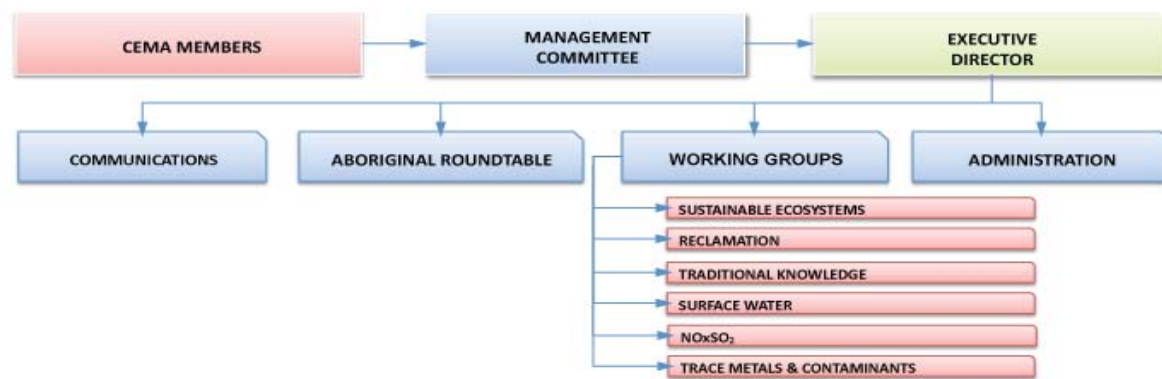 CEMA MEMBERS
MANAGEMENT
COMMITTEE
EXECUTIVE
DIRECTOR
COMMUNICATIONS
ABORIGINAL ROUNDTABLE
WORKING GROUPS
ADMINISTRATION
SUSTAINABLE ECOSYSTEMS
RECLAMATION
TRADITIONAL KNOWLEDGE
SURFACE WATER
NOxSO₂
TRACE METALS & CONTAMINANTS